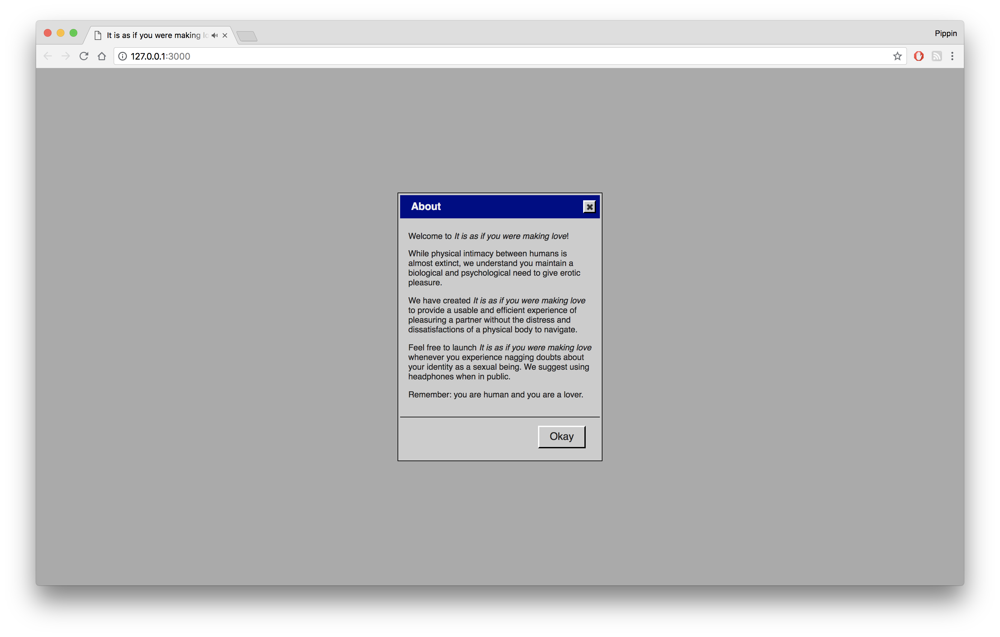 It is as if you were making lo
Pippin
127.0.0.1:3000
About
Welcome to It is as if you were making love!
While physical intimacy between humans is
almost extinct, we understand you maintain a
biological and psychological need to give erotic
pleasure.
We have created It is as if you were making love
to provide a usable and efficient experience of
pleasuring a partner without the distress and
dissatisfactions of a physical body to navigate.
Feel free to launch It is as if you were making love
whenever you experience nagging doubts about
your identity as a sexual being. We suggest using
headphones when in public.
Remember: you are human and you are a lover.
Okay